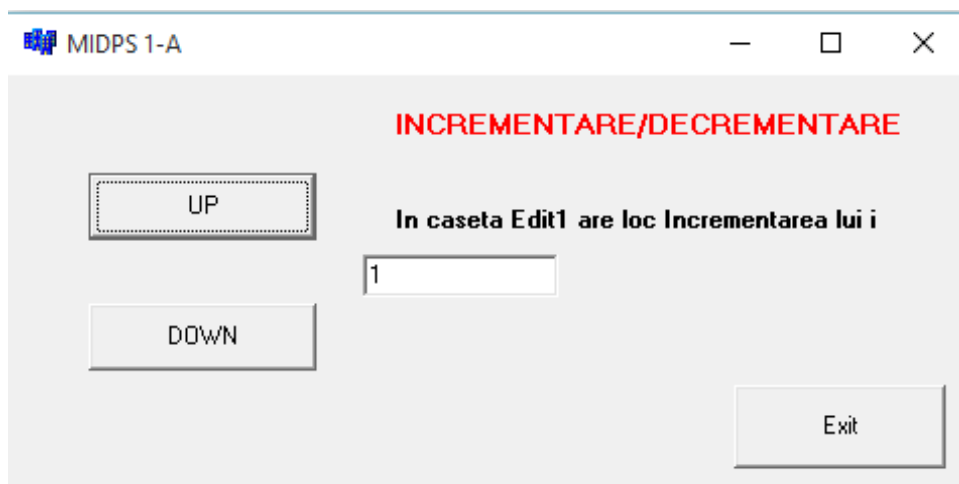 MIDPS 1-A
INCREMENTARE/DECREMENTARE
UP
In caseta Edit1 are loc Incrementarea lui i
1
DOWN
Exit